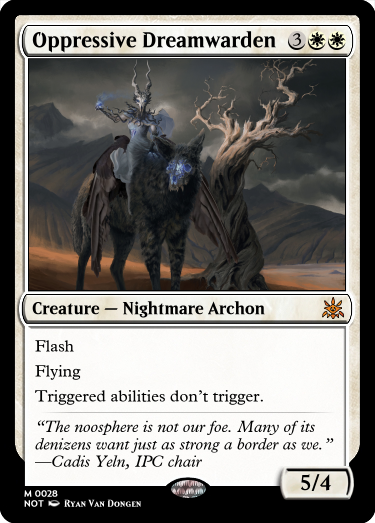 Oppressive Dreamwarden 3
Creature — Nightmare Archon
Flash
Flying
Triggered abilities don’t trigger.
“The noosphere is not our foe. Many of its
denizens want just as strong a border as we.”
—Cadis Yeln, IPC chair
5/4
M 0028
NOT Ryan Van Dongen